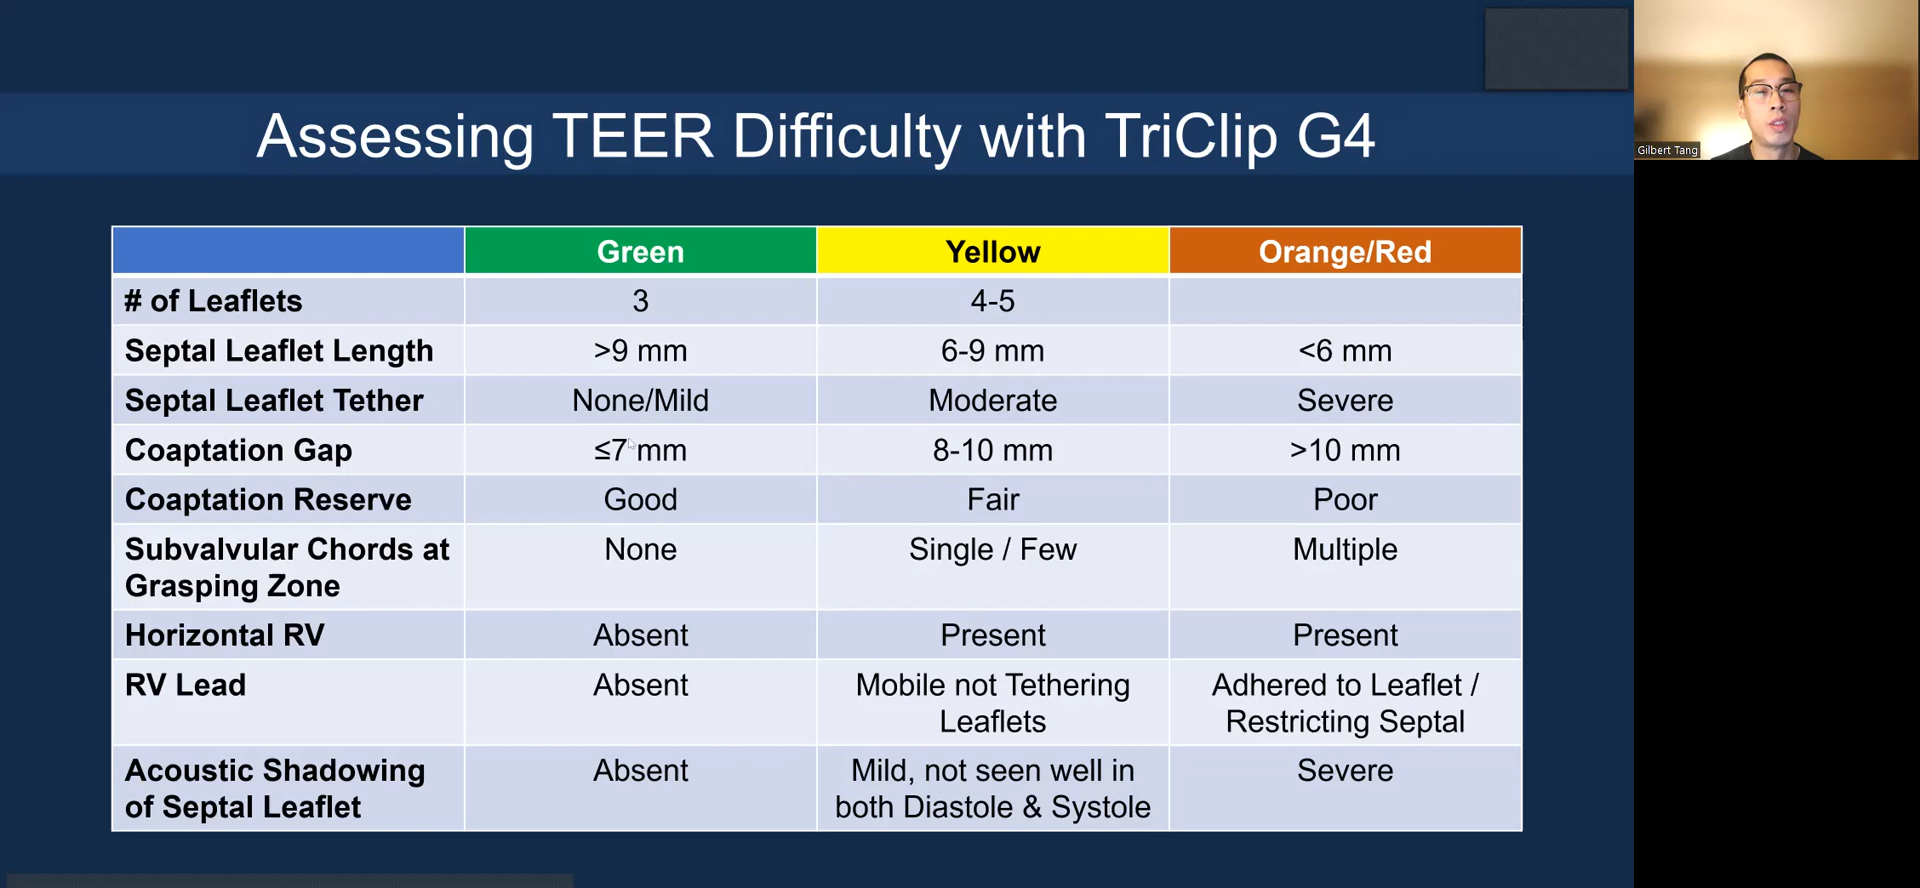 Assessing TEER Difficulty with TriClip G4
Gilbert Tang
Green Yellow Orange/Red
# of Leaflets 3 4-5
Septal Leaflet Length >9 mm 6-9 mm <6 mm
Septal Leaflet Tether None/Mild Moderate Severe
Coaptation Gap ≤7 mm 8-10 mm >10 mm
Coaptation Reserve Good Fair Poor
Subvalvular Chords at None Single / Few Multiple
Grasping Zone
Horizontal RV Absent Present Present
RV Lead Absent Mobile not Tethering Adhered to Leaflet /
Leaflets Restricting Septal
Acoustic Shadowing Absent Mild, not seen well in Severe
of Septal Leaflet both Diastole & Systole